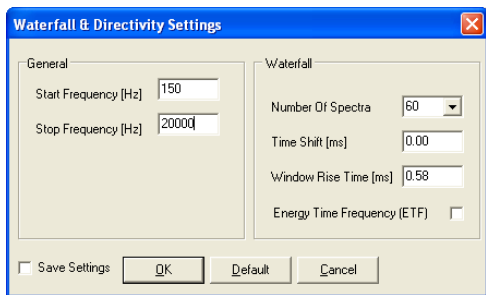 Waterfall & Directivity Settings
General
Start Frequency [Hz] 150
Stop Frequency [Hz] 20000
Waterfall
Number Of Spectra 60
Time Shift [ms] 0.00
Window Rise Time [ms] 0.58
Energy Time Frequency (ETF)
Save Settings OK Default Cancel